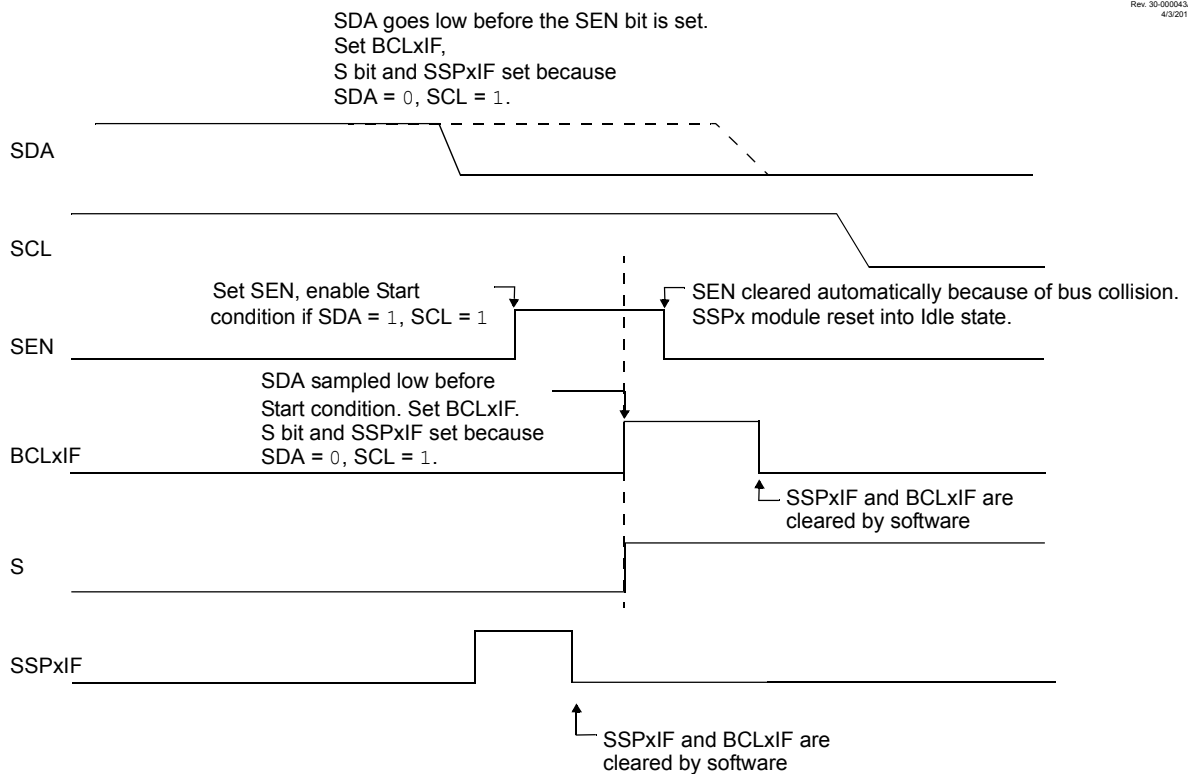 Rev. 30-000043A
4/3/201
SDA goes low before the SEN bit is set.
Set BCLxIF,
S bit and SSPxIF set because
SDA = 0, SCL = 1.
SDA
SCL
Set SEN, enable Start
condition if SDA = 1, SCL = 1
SEN cleared automatically because of bus collision.
SSPx module reset into Idle state.
SEN
SDA sampled low before
Start condition. Set BCLxIF.
S bit and SSPxIF set because
SDA = 0, SCL = 1.
BCLxIF
SSPxIF and BCLxIF are
cleared by software
S
SSPxIF
SSPxIF and BCLxIF are
cleared by software